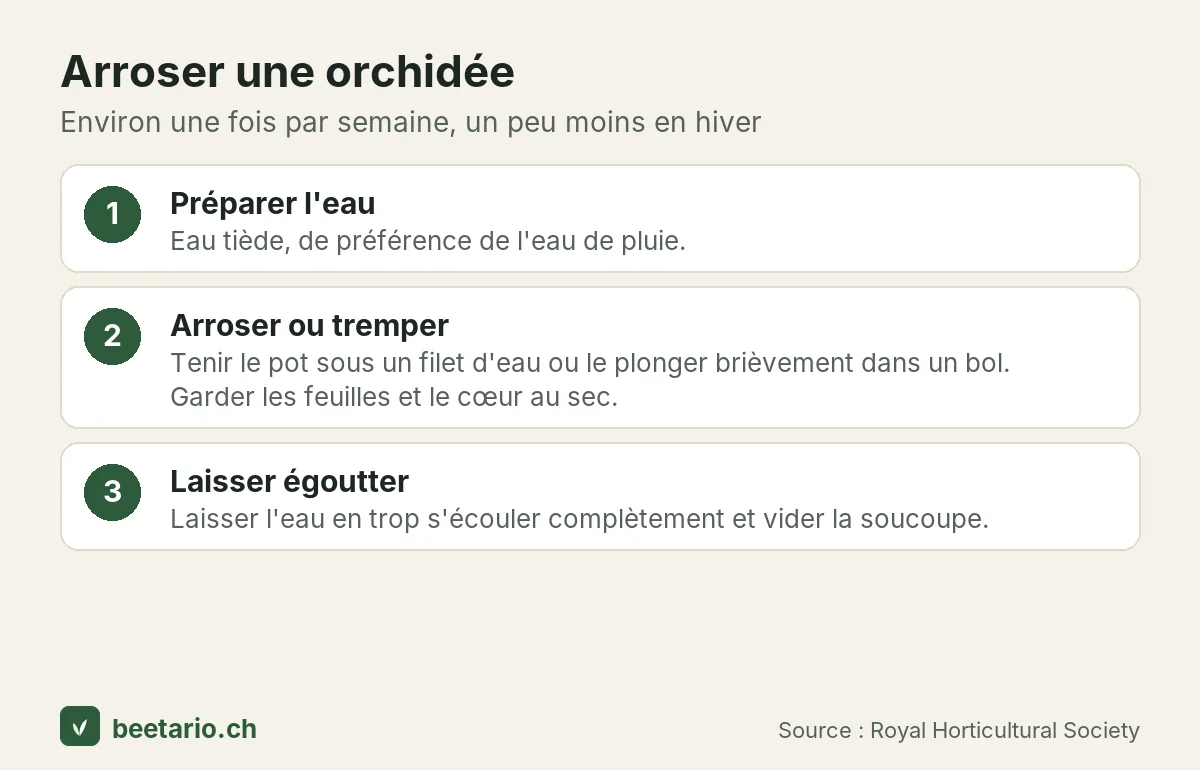 Arroser une orchidée
Environ une fois par semaine, un peu moins en hiver
1
Préparer l'eau
Eau tiède, de préférence de l'eau de pluie.
2
Arroser ou tremper
Tenir le pot sous un filet d'eau ou le plonger brièvement dans un bol.
Garder les feuilles et le cœur au sec.
3
Laisser égoutter
Laisser l'eau en trop s'écouler complètement et vider la soucoupe.
beetario.ch
Source : Royal Horticultural Society